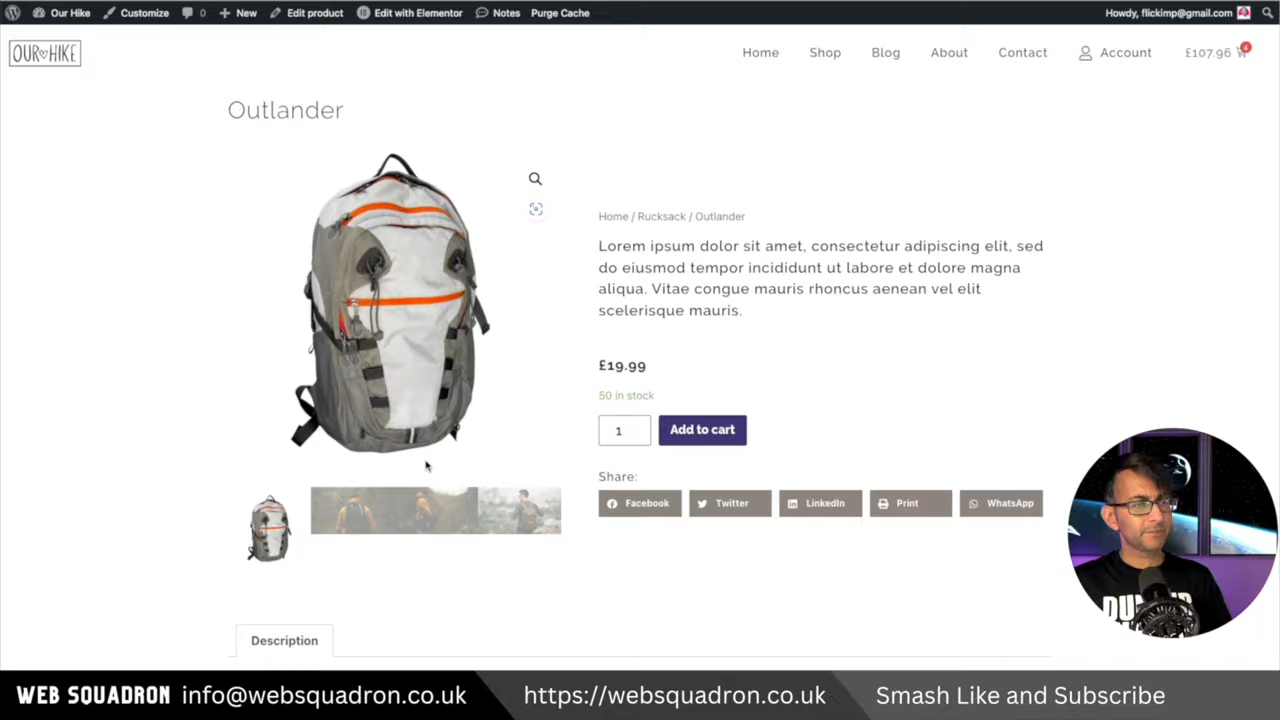 Our Hike
Customize
0
New
Edit product
Edit with Elementor
Notes
Purge Cache
Howdy, flickimp@gmail.com
OUR HIKE
Home
Shop
Blog
About
Contact
Account
£107.96
4
Outlander
Home / Rucksack / Outlander
Lorem ipsum dolor sit amet, consectetur adipiscing elit, sed
do eiusmod tempor incididunt ut labore et dolore magna
aliqua. Vitae congue mauris rhoncus aenean vel elit
scelerisque mauris.
£19.99
50 in stock
1
Add to cart
Share:
Facebook
Twitter
LinkedIn
Print
WhatsApp
Description
WEB SQUADRON
info@websquadron.co.uk
https://websquadron.co.uk
Smash Like and Subscribe